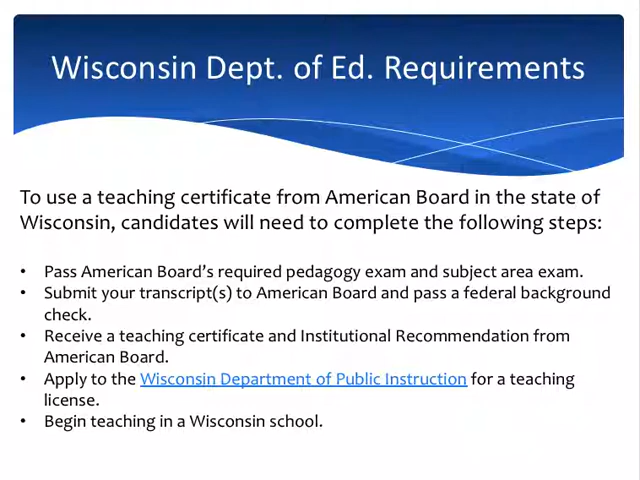 Wisconsin Dept. of Ed. Requirements
To use a teaching certificate from American Board in the state of
Wisconsin, candidates will need to complete the following steps:
• Pass American Board's required pedagogy exam and subject area exam.
• Submit your transcript(s) to American Board and pass a federal background
check.
• Receive a teaching certificate and Institutional Recommendation from
American Board.
• Apply to the Wisconsin Department of Public Instruction for a teaching
license.
• Begin teaching in a Wisconsin school.